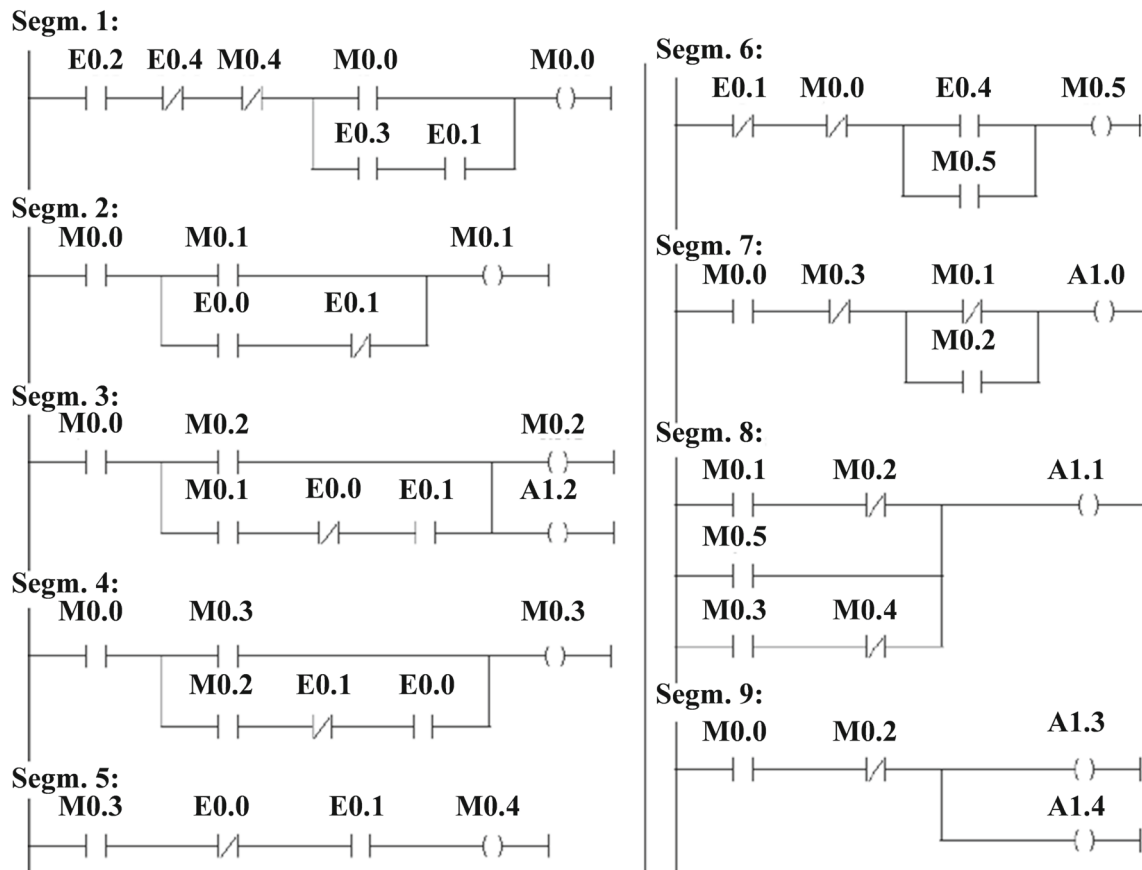 Segm. 1:
E0.2 E0.4 M0.4 M0.0 M0.0
E0.3 E0.1
Segm. 2:
M0.0 M0.1 M0.1
E0.0 E0.1
Segm. 3:
M0.0 M0.2 M0.2
M0.1 E0.0 E0.1 A1.2
Segm. 4:
M0.0 M0.3 M0.3
M0.2 E0.1 E0.0
Segm. 5:
M0.3 E0.0 E0.1 M0.4
Segm. 6:
E0.1 M0.0 E0.4 M0.5
M0.5
Segm. 7:
M0.0 M0.3 M0.1 A1.0
M0.2
Segm. 8:
M0.1 M0.2 A1.1
M0.5
M0.3 M0.4
Segm. 9:
M0.0 M0.2 A1.3
A1.4